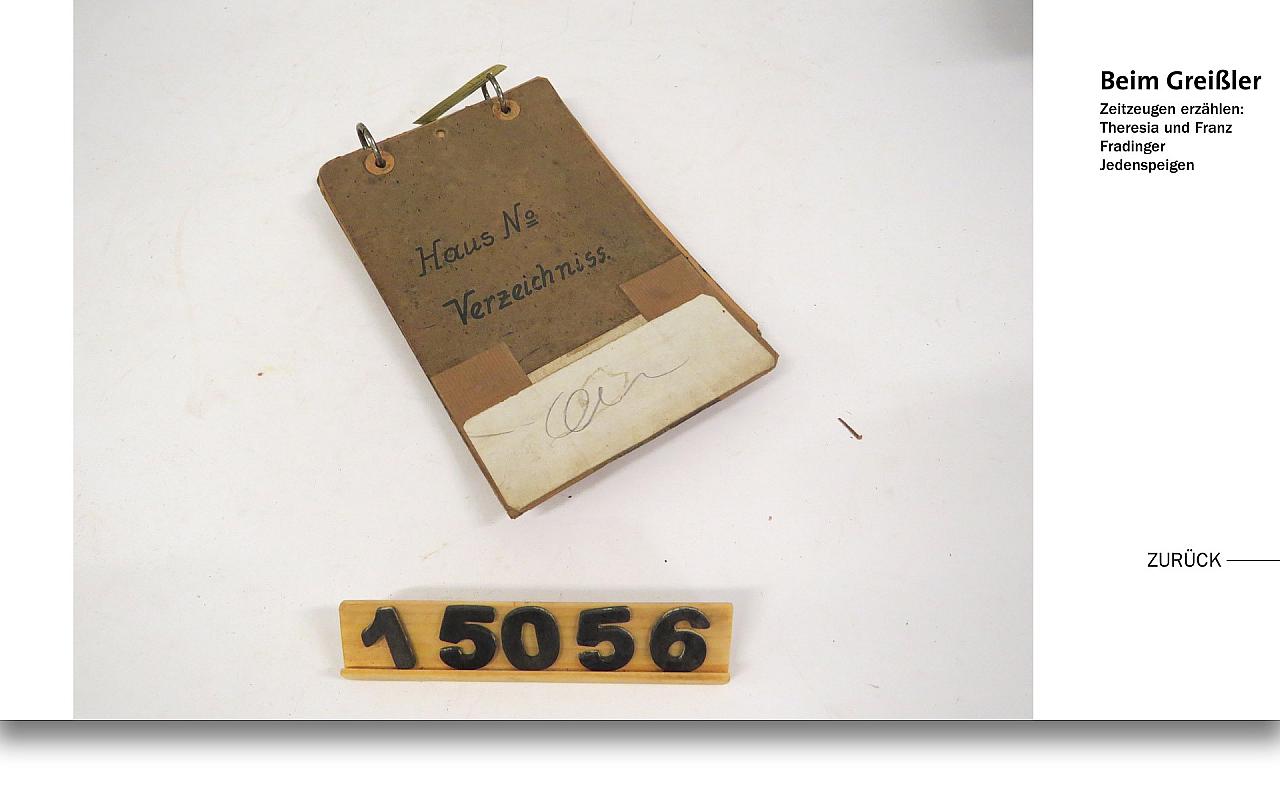 Haus Nº
Verzeichniss.
15056
Beim Greißler
Zeitzeugen erzählen:
Theresia und Franz
Fradinger
Jedenspeigen
ZURÜCK